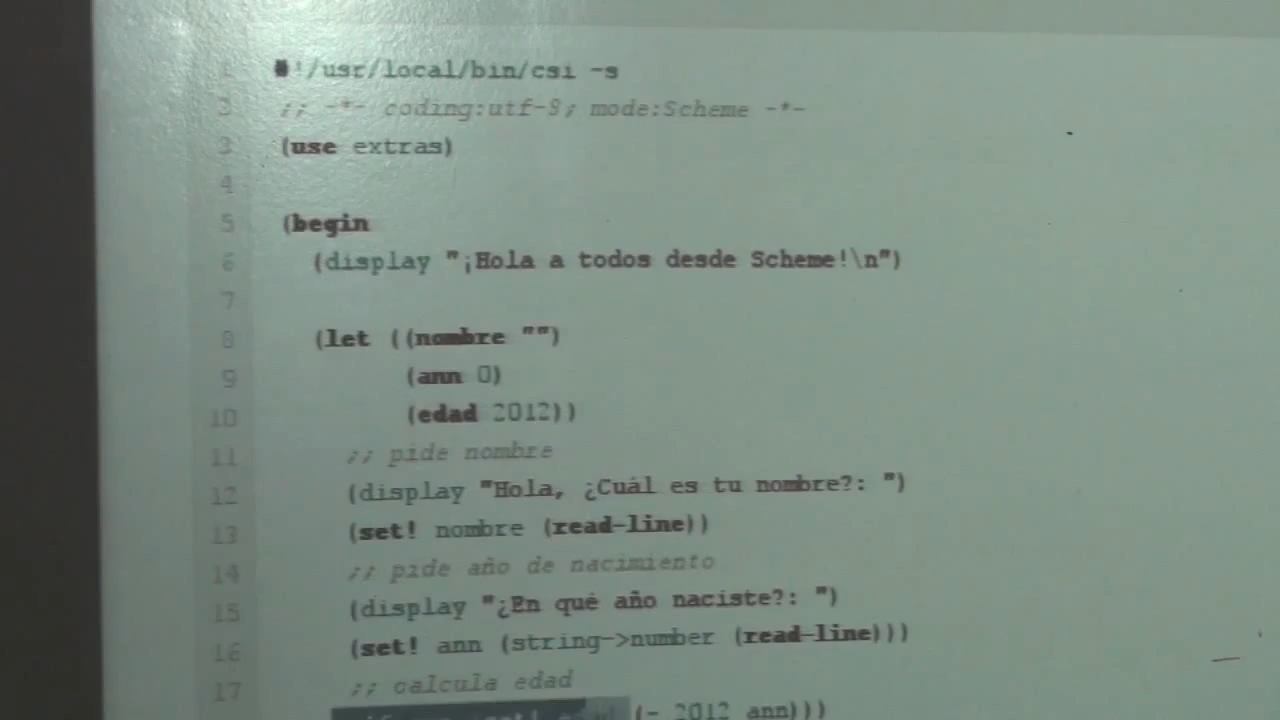 1 #!/usr/local/bin/csi -s
2 ;; -*- coding:utf-8; mode:Scheme -*-
3 (use extras)
4
5 (begin
6 (display "¡Hola a todos desde Scheme!\n")
7
8 (let ((nombre "")
9 (ann 0)
10 (edad 2012))
11 ;; pide nombre
12 (display "Hola, ¿Cuál es tu nombre?: ")
13 (set! nombre (read-line))
14 ;; pide año de nacimiento
15 (display "¿En qué año naciste?: ")
16 (set! ann (string->number (read-line)))
17 ;; calcula edad
(- 2012 ann)))